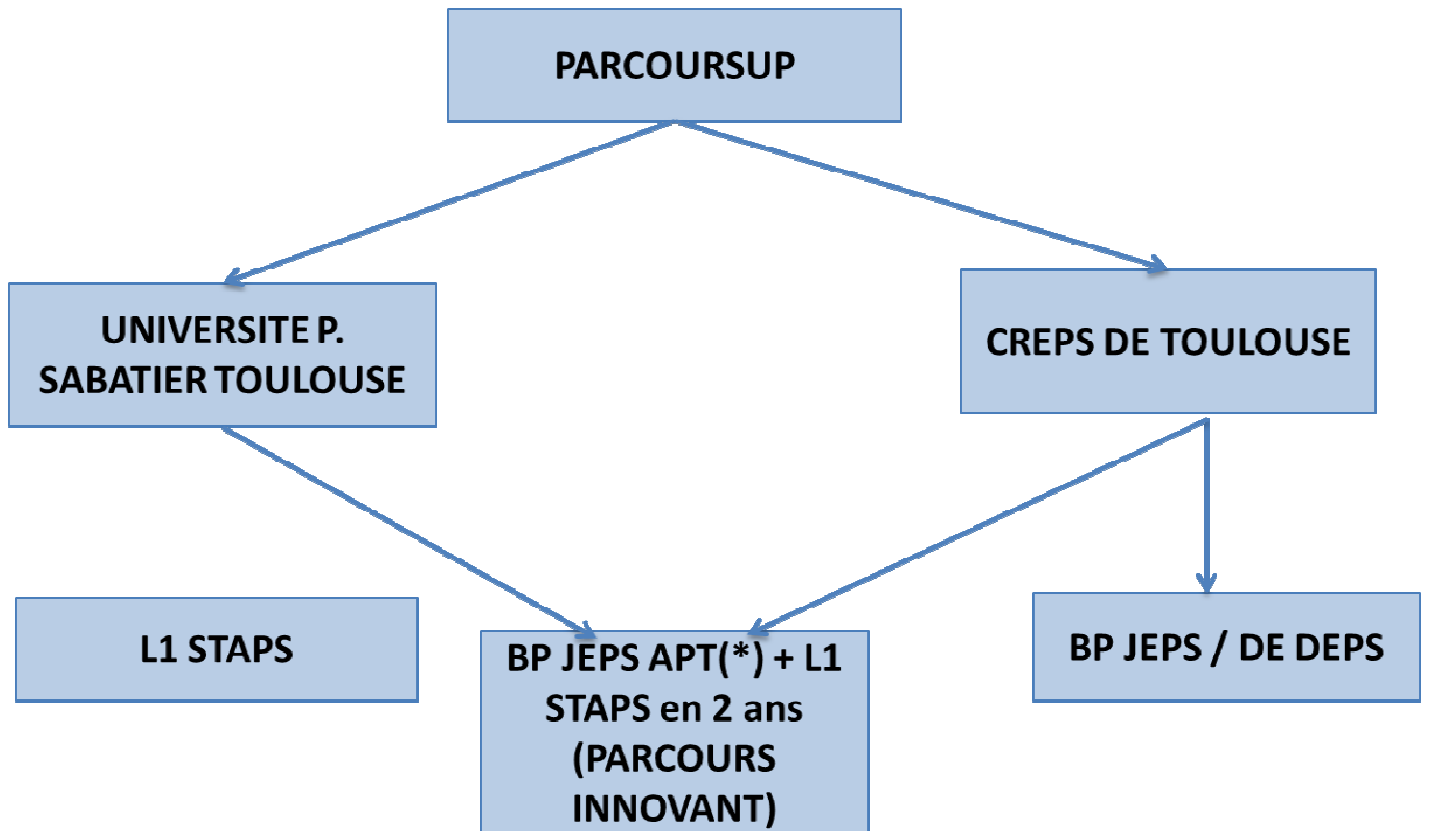 PARCOURSUP
UNIVERSITE P.
SABATIER TOULOUSE
CREPS DE TOULOUSE
L1 STAPS
BP JEPS APT(*) + L1
STAPS en 2 ans
(PARCOURS
INNOVANT)
BP JEPS / DE DEPS